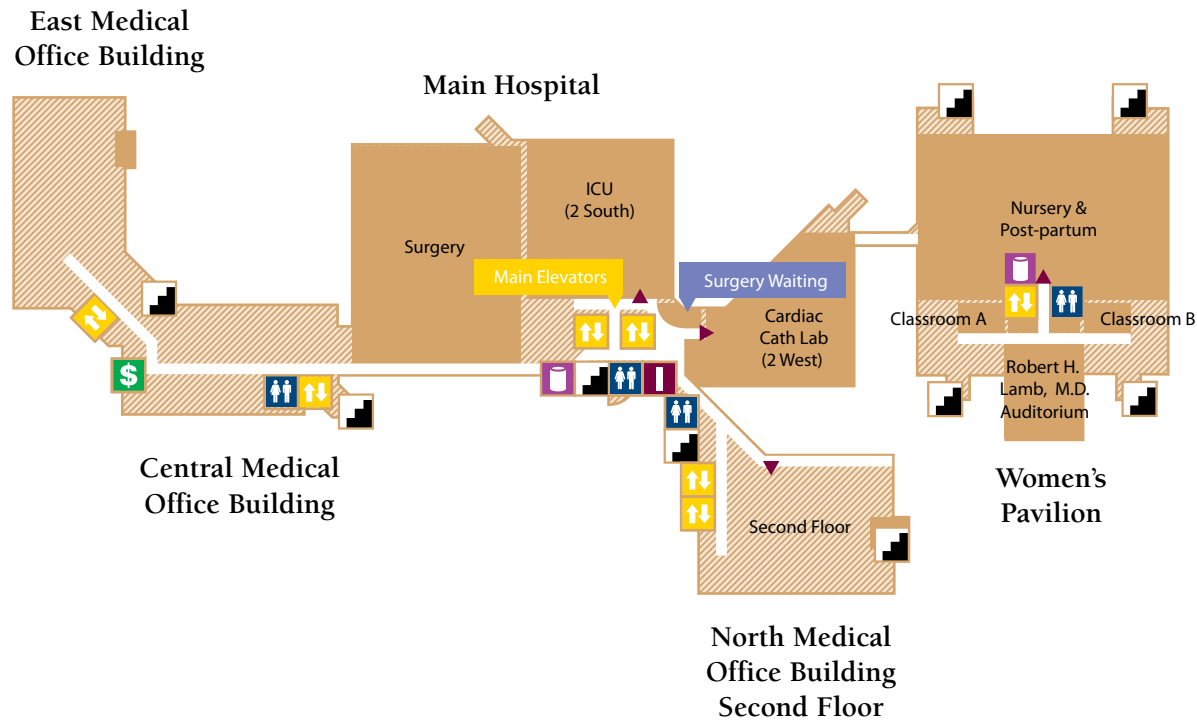 East Medical
Office Building
Main Hospital
ICU
(2 South)
Surgery
Main Elevators
Surgery Waiting
Cardiac
Cath Lab
(2 West)
Nursery &
Post-partum
Classroom A
Classroom B
Robert H.
Lamb, M.D.
Auditorium
$
Central Medical
Office Building
Women's
Pavilion
Second Floor
North Medical
Office Building
Second Floor